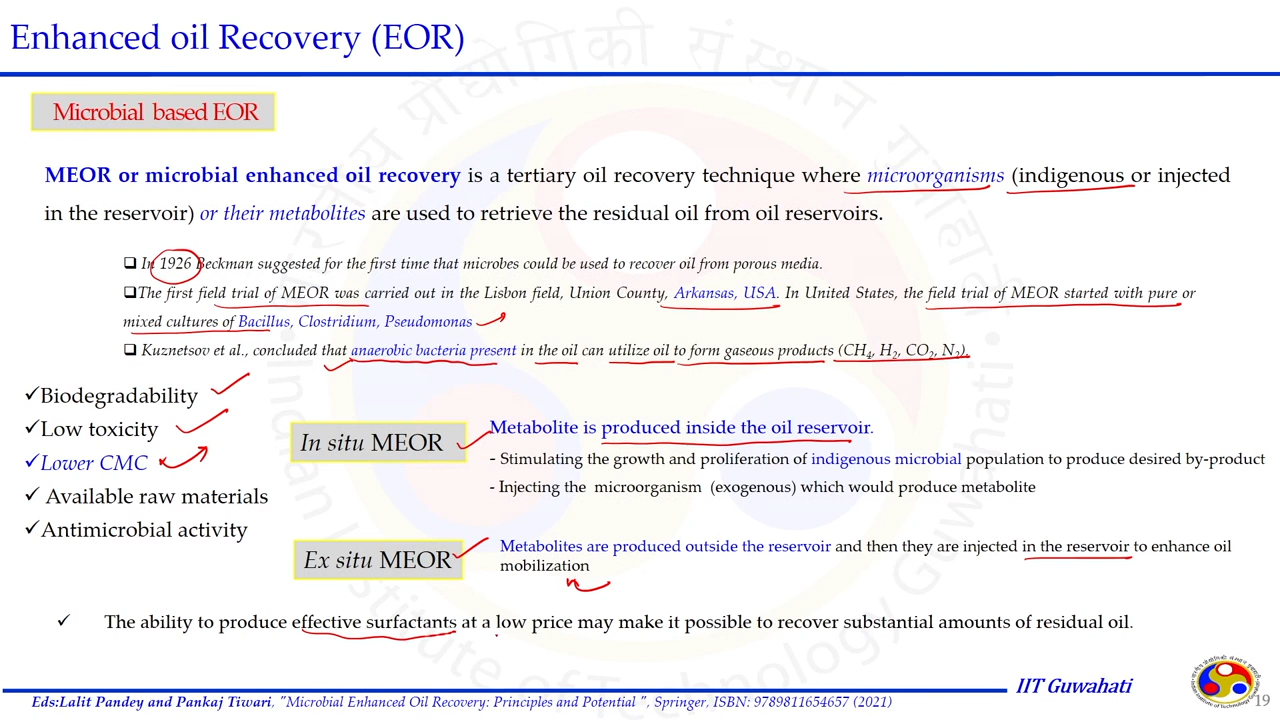 Enhanced oil Recovery (EOR)
Microbial based EOR
MEOR or microbial enhanced oil recovery is a tertiary oil recovery technique where microorganisms (indigenous or injected
in the reservoir) or their metabolites are used to retrieve the residual oil from oil reservoirs.
❑ In 1926 Beckman suggested for the first time that microbes could be used to recover oil from porous media.
❑The first field trial of MEOR was carried out in the Lisbon field, Union County, Arkansas, USA. In United States, the field trial of MEOR started with pure or
mixed cultures of Bacillus, Clostridium, Pseudomonas
❑ Kuznetsov et al., concluded that anaerobic bacteria present in the oil can utilize oil to form gaseous products (CH4, H2, CO2, N2).
✓Biodegradability
✓Low toxicity
✓Lower CMC
✓ Available raw materials
✓Antimicrobial activity
In situ MEOR
Metabolite is produced inside the oil reservoir.
- Stimulating the growth and proliferation of indigenous microbial population to produce desired by-product
- Injecting the microorganism (exogenous) which would produce metabolite
Ex situ MEOR
Metabolites are produced outside the reservoir and then they are injected in the reservoir to enhance oil
mobilization
✓ The ability to produce effective surfactants at a low price may make it possible to recover substantial amounts of residual oil.
Indian Institute of Technology Guwahati
IIT Guwahati
Eds:Lalit Pandey and Pankaj Tiwari, "Microbial Enhanced Oil Recovery: Principles and Potential ", Springer, ISBN: 9789811654657 (2021)
19